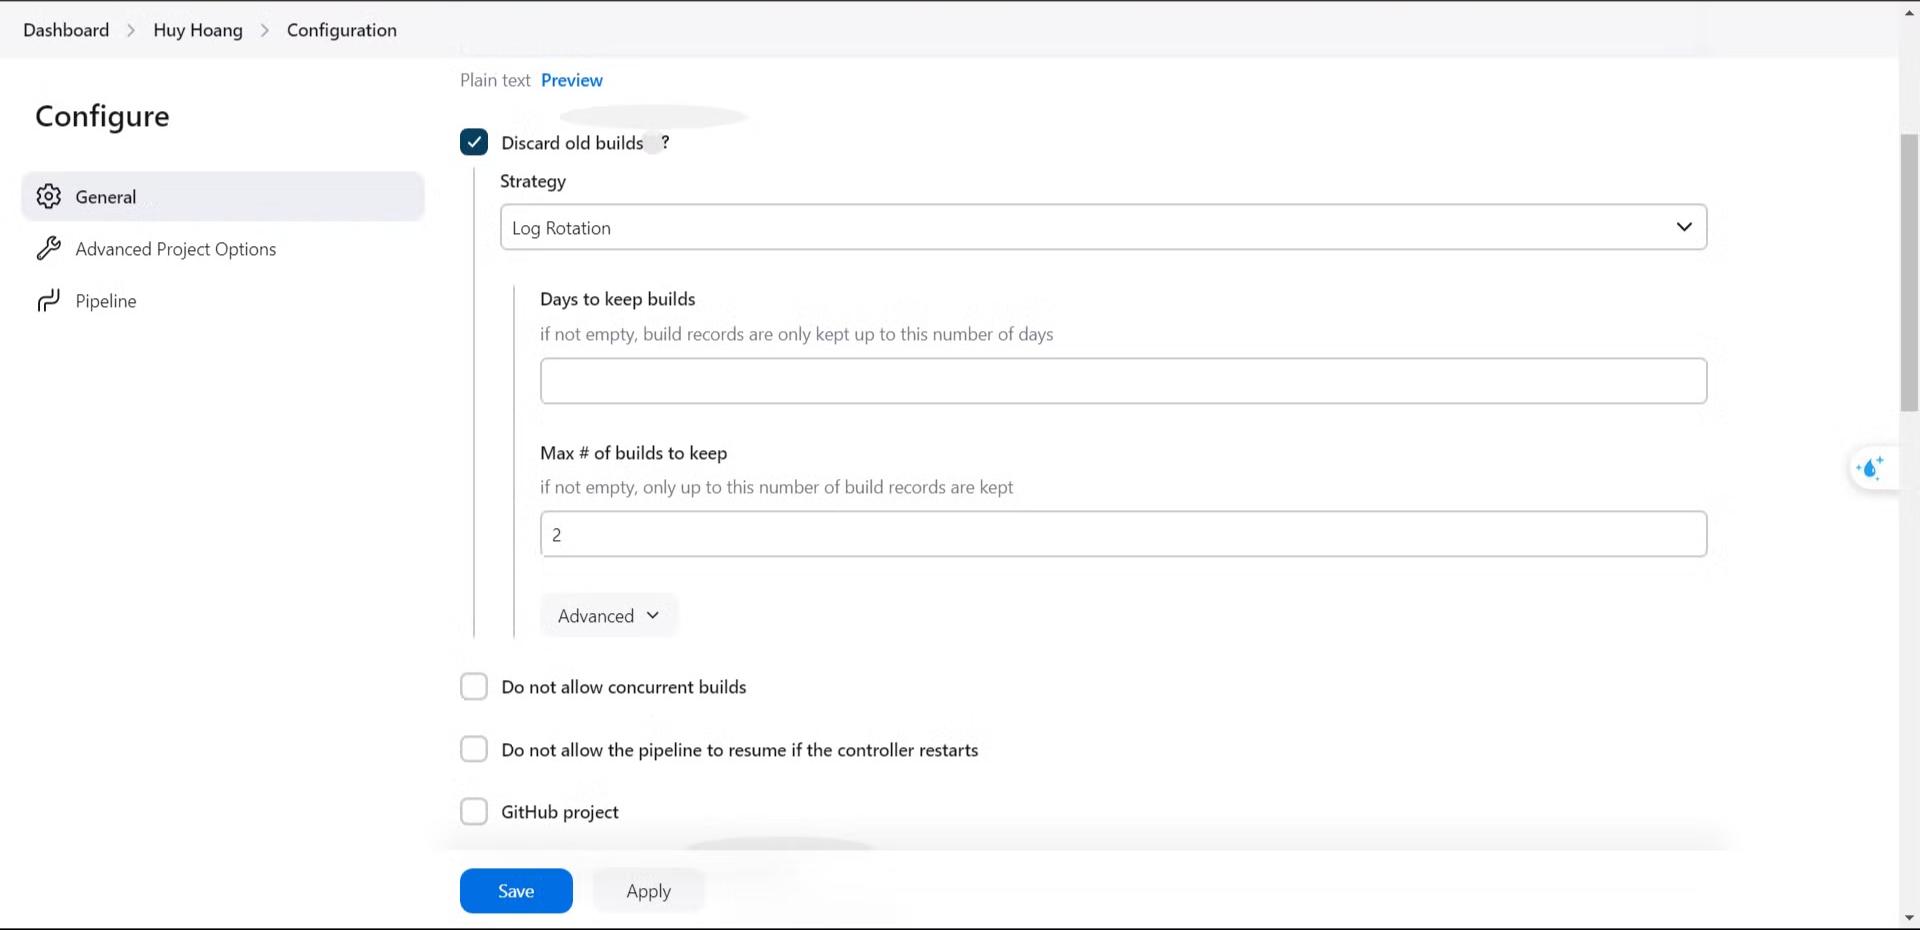 Dashboard > Huy Hoang > Configuration
Configure
General
Advanced Project Options
Pipeline
Plain text Preview
Discard old builds ?
Strategy
Log Rotation
Days to keep builds
if not empty, build records are only kept up to this number of days
Max # of builds to keep
if not empty, only up to this number of build records are kept
2
Advanced
Do not allow concurrent builds
Do not allow the pipeline to resume if the controller restarts
GitHub project
Save Apply